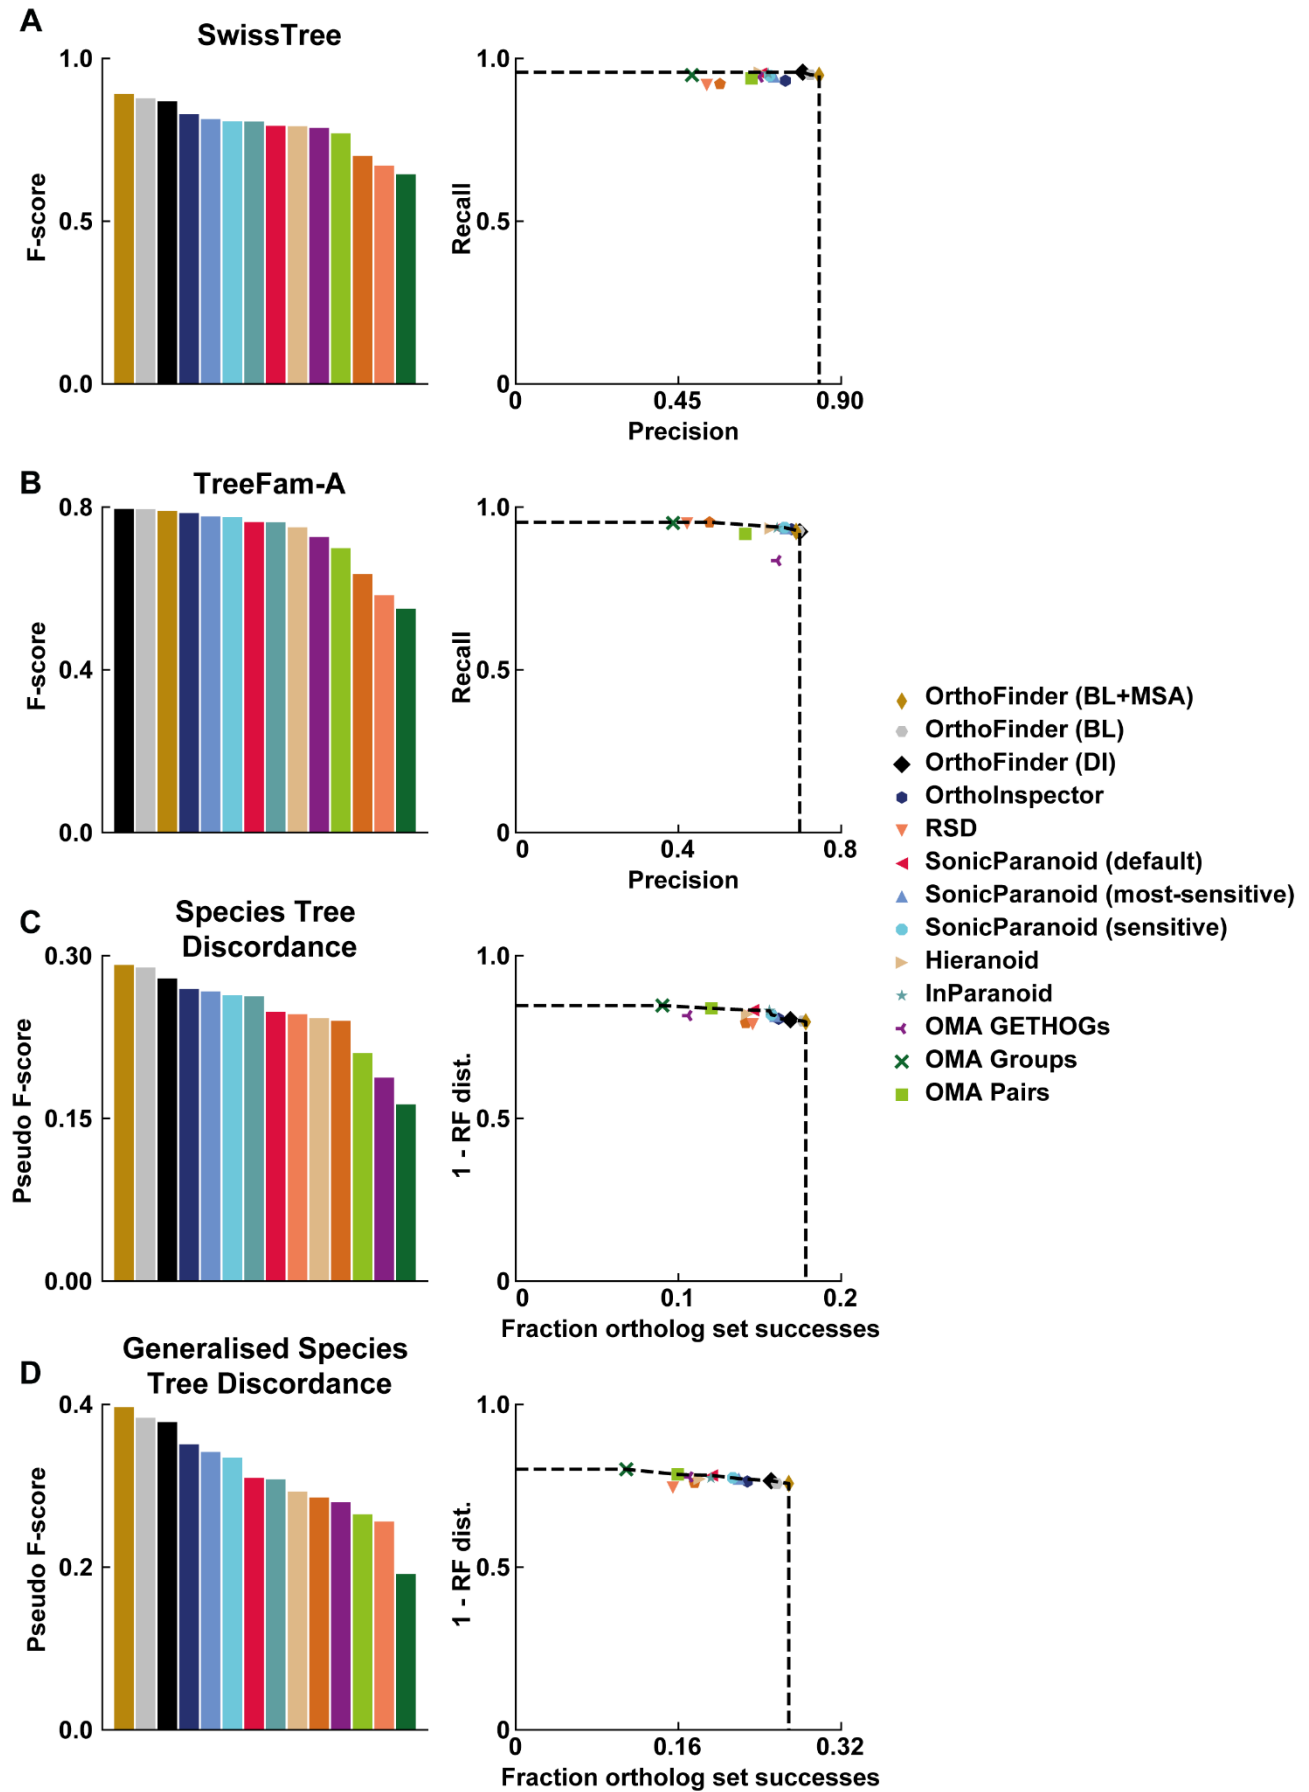 A
SwissTree
1.0
0.5
0.0
F-score
1.0
0.5
0
Recall
0
0.45
0.90
Precision
B
TreeFam-A
0.8
0.4
0.0
F-score
1.0
0.5
0
Recall
0
0.4
0.8
Precision
OrthoFinder (BL+MSA)
OrthoFinder (BL)
OrthoFinder (DI)
OrthoInspector
RSD
SonicParanoid (default)
SonicParanoid (most-sensitive)
SonicParanoid (sensitive)
Hieranoid
InParanoid
OMA GETHOGs
OMA Groups
OMA Pairs
C
Species Tree
Discordance
0.30
0.15
0.00
Pseudo F-score
1.0
0.5
0
1 - RF dist.
0
0.1
0.2
Fraction ortholog set successes
D
Generalised Species
Tree Discordance
0.4
0.2
0.0
Pseudo F-score
1.0
0.5
0
1 - RF dist.
0
0.16
0.32
Fraction ortholog set successes